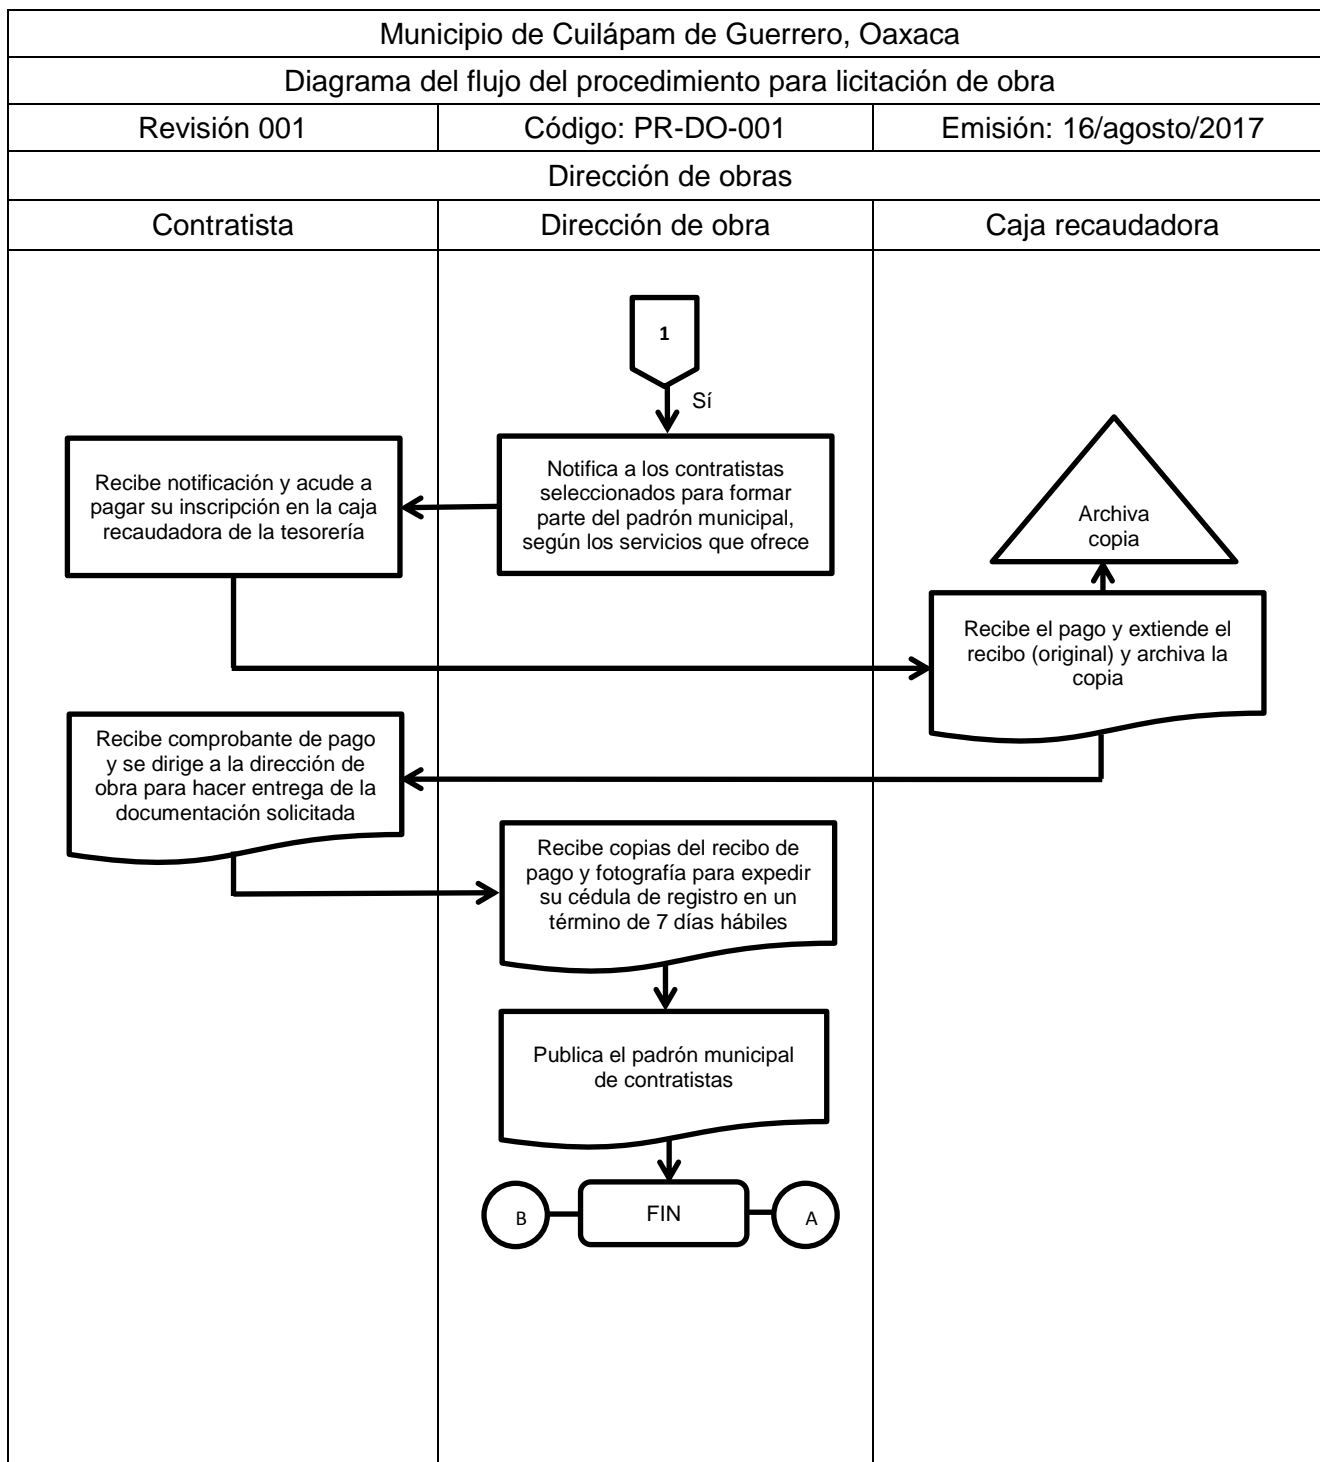 Municipio de Cuilápam de Guerrero, Oaxaca
Diagrama del flujo del procedimiento para licitación de obra
Revisión 001
Código: PR-DO-001
Emisión: 16/agosto/2017
Dirección de obras
Contratista
Dirección de obra
Caja recaudadora
1
Sí
Notifica a los contratistas
seleccionados para formar
parte del padrón municipal,
según los servicios que ofrece
Recibe notificación y acude a
pagar su inscripción en la caja
recaudadora de la tesorería
Archiva
copia
Recibe el pago y extiende el
recibo (original) y archiva la
copia
Recibe comprobante de pago
y se dirige a la dirección de
obra para hacer entrega de la
documentación solicitada
Recibe copias del recibo de
pago y fotografía para expedir
su cédula de registro en un
término de 7 días hábiles
Publica el padrón municipal
de contratistas
B
FIN
A